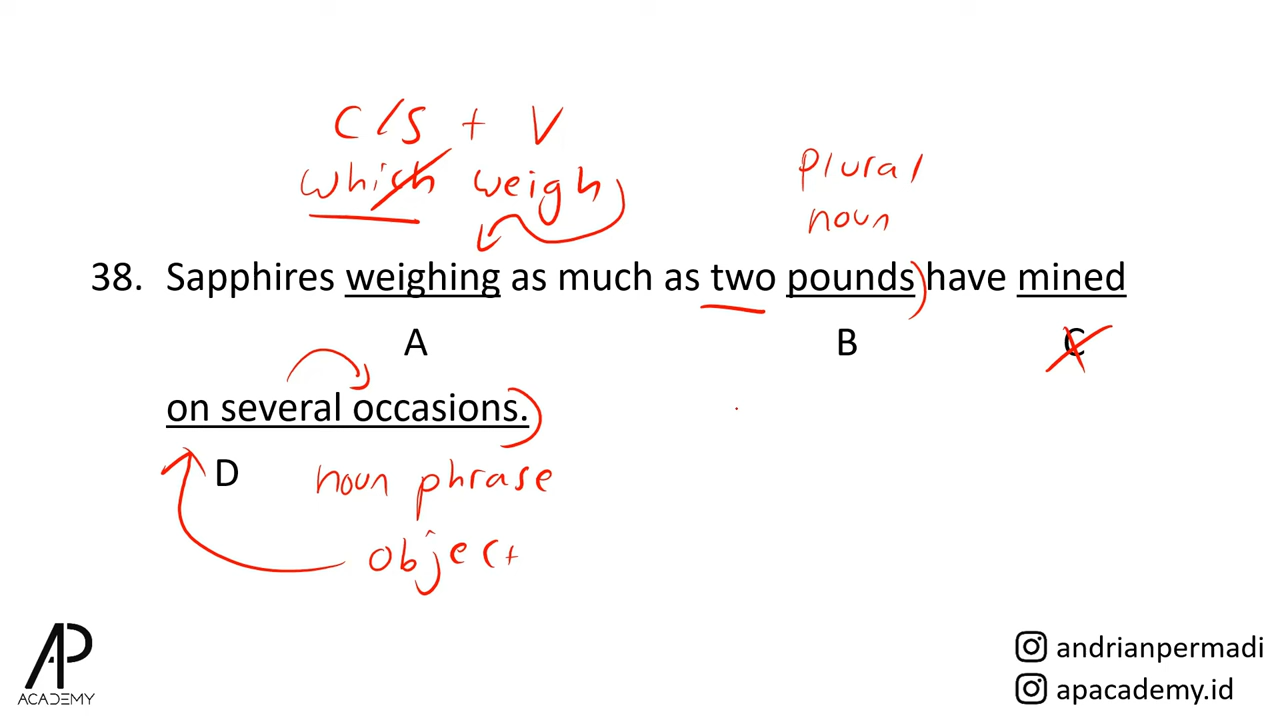 C/S + V
which weigh
plural
noun
38. Sapphires weighing as much as two pounds) have mined
A B C
on several occasions.)
D noun phrase
object
AP
ACADEMY
andrianpermadi
apacademy.id